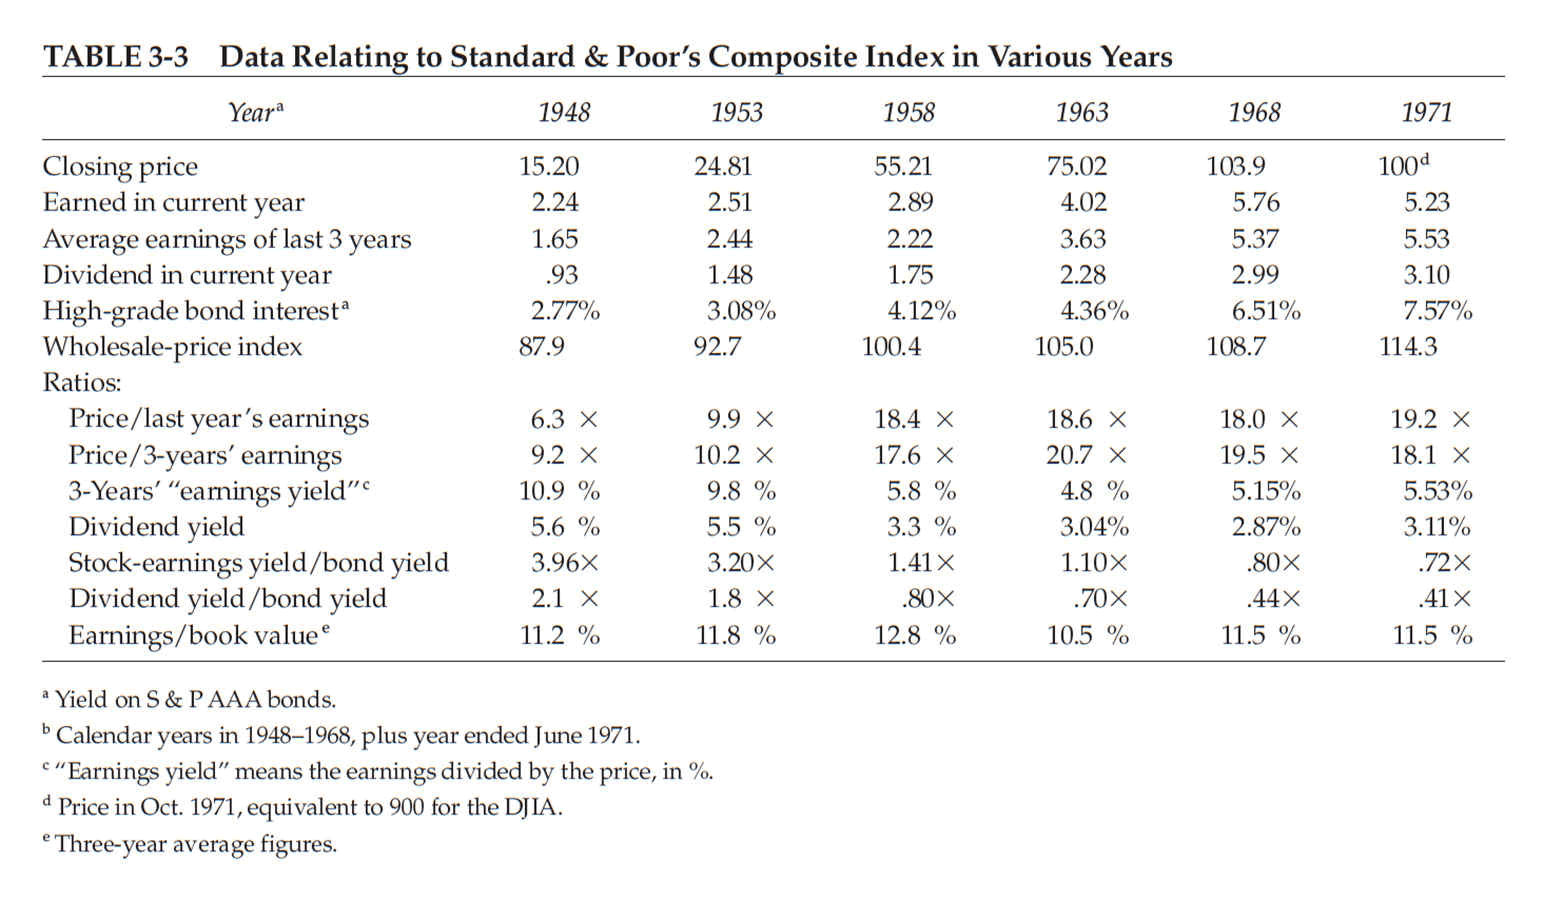 TABLE 3-3 Data Relating to Standard & Poor’s Composite Index in Various Years
Yearᵃ 1948 1953 1958 1963 1968 1971
Closing price 15.20 24.81 55.21 75.02 103.9 100ᵈ
Earned in current year 2.24 2.51 2.89 4.02 5.76 5.23
Average earnings of last 3 years 1.65 2.44 2.22 3.63 5.37 5.53
Dividend in current year .93 1.48 1.75 2.28 2.99 3.10
High-grade bond interestᵃ 2.77% 3.08% 4.12% 4.36% 6.51% 7.57%
Wholesale-price index 87.9 92.7 100.4 105.0 108.7 114.3
Ratios:
Price/last year’s earnings 6.3 × 9.9 × 18.4 × 18.6 × 18.0 × 19.2 ×
Price/3-years’ earnings 9.2 × 10.2 × 17.6 × 20.7 × 19.5 × 18.1 ×
3-Years’ “earnings yield”ᶜ 10.9 % 9.8 % 5.8 % 4.8 % 5.15% 5.53%
Dividend yield 5.6 % 5.5 % 3.3 % 3.04% 2.87% 3.11%
Stock-earnings yield/bond yield 3.96× 3.20× 1.41× 1.10× .80× .72×
Dividend yield/bond yield 2.1 × 1.8 × .80× .70× .44× .41×
Earnings/book valueᵉ 11.2 % 11.8 % 12.8 % 10.5 % 11.5 % 11.5 %
ᵃ Yield on S & P AAA bonds.
ᵇ Calendar years in 1948–1968, plus year ended June 1971.
ᶜ “Earnings yield” means the earnings divided by the price, in %.
ᵈ Price in Oct. 1971, equivalent to 900 for the DJIA.
ᵉ Three-year average figures.